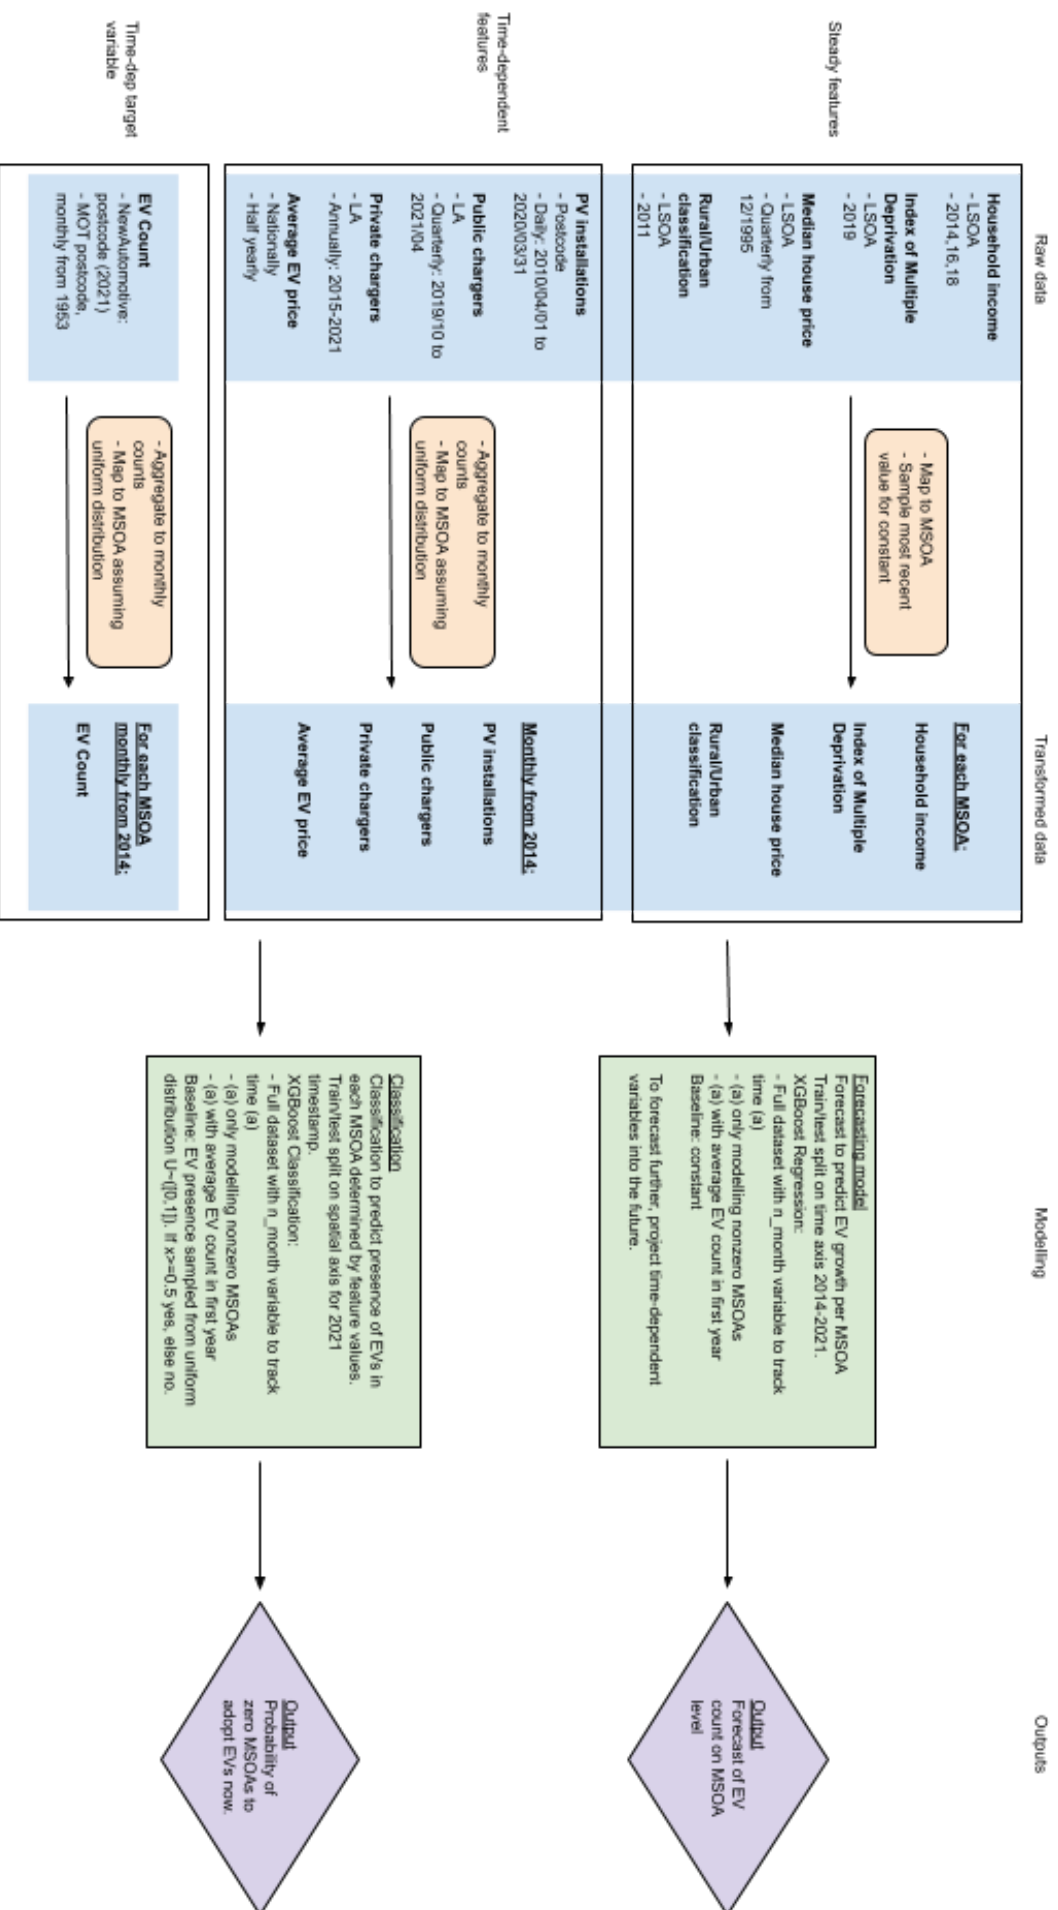 Raw data
Transformed data
Modelling
Outputs
Steady features
Household income
- LSOA
- 2014,16,18
Index of Multiple
Deprivation
- LSOA
- 2019
Median house price
- LSOA
- Quarterly from
12/1995
Rural/Urban
classification
- LSOA
- 2011
- Map to MSOA
- Sample most recent
value for constant
For each MSOA:
Household income
Index of Multiple
Deprivation
Median house price
Rural/Urban
classification
Time-dependent
features
PV installations
- Postcode
- Daily: 2010/04/01 to
2020/03/31
Public chargers
- LA
- Quarterly: 2019/10 to
2021/04
Private chargers
- LA
- Annually: 2015-2021
Average EV price
- Nationally
- Half yearly
- Aggregate to monthly
counts
- Map to MSOA assuming
uniform distribution
Monthly from 2014:
PV installations
Public chargers
Private chargers
Average EV price
Time-dep target
variable
EV Count
- NewAutomotive:
postcode (2021)
- MOT postcode,
monthly from 1953
- Aggregate to monthly
counts
- Map to MSOA assuming
uniform distribution
For each MSOA
monthly from 2014:
EV Count
Forecasting model
Forecast to predict EV growth per MSOA
Train/test split on time axis 2014-2021.
XGBoost Regression:
- Full dataset with n_month variable to track
time (a)
- (a) only modelling nonzero MSOAs
- (a) with average EV count in first year
Baseline: constant
To forecast further, project time-dependent
variables into the future.
Output
Forecast of EV
count on MSOA
level
Classification
Classification to predict presence of EVs in
each MSOA determined by feature values.
Train/test split on spatial axis for 2021
timestamp.
XGBoost Classification:
- Full dataset with n_month variable to track
time (a)
- (a) only modelling nonzero MSOAs
- (a) with average EV count in first year
Baseline: EV presence sampled from uniform
distribution U~([0,1]). If x>=0.5 yes, else no.
Output
Probability of
zero MSOAs to
adopt EVs now.